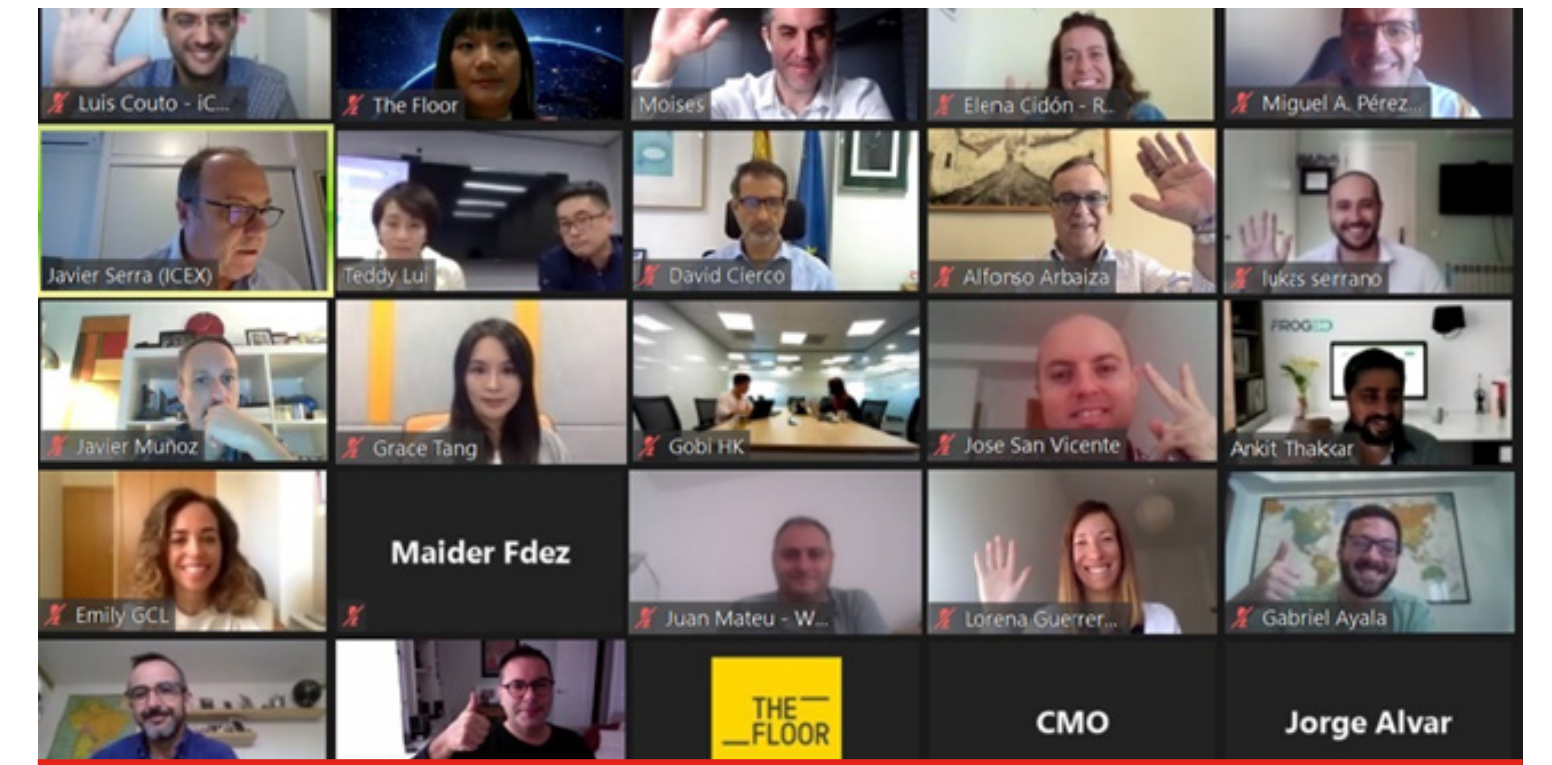 Luis Couto - iC...
The Floor
Moises
Elena Cidón - R...
Miguel A. Pérez...
Javier Serra (ICEX)
Teddy Lui
David Cierco
Alfonso Arbaiza
lukas serrano
Javier Muñoz
Grace Tang
Gobi HK
Jose San Vicente
Ankit Thakkar
Emily GCL
Maider Fdez
Juan Mateu - W...
Lorena Guerrer...
Gabriel Ayala
THE
FLOOR
CMO
Jorge Alvar